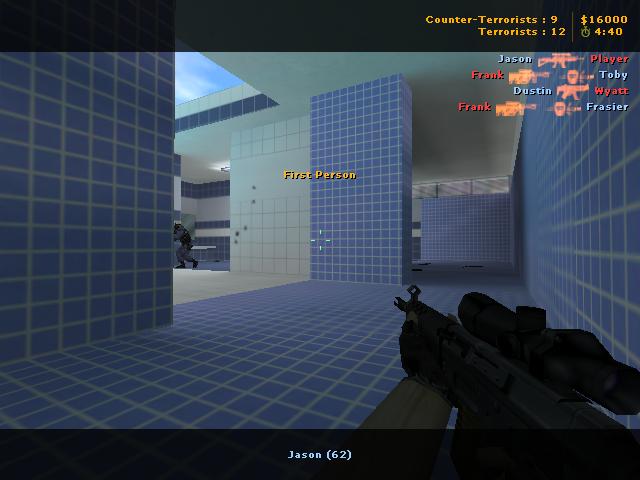 Counter-Terrorists : 9 $16000
Terrorists : 12 4:40
Jason Player
Frank Toby
Dustin Wyatt
Frank Frasier
First Person
Jason (62)